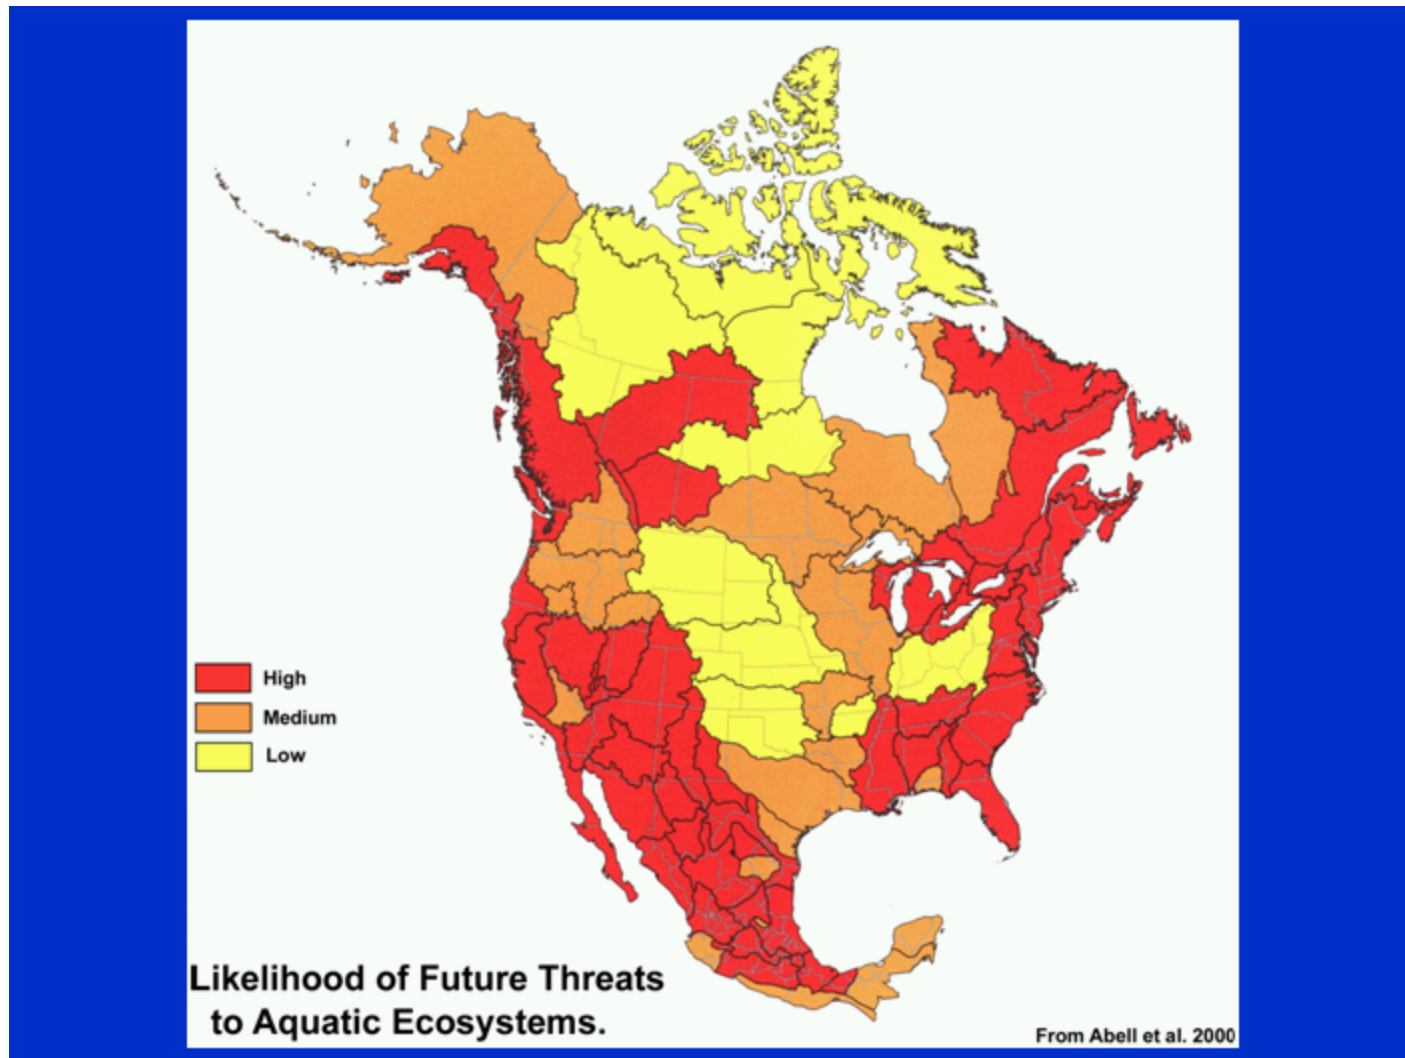 High
Medium
Low
Likelihood of Future Threats
to Aquatic Ecosystems.
From Abell et al. 2000